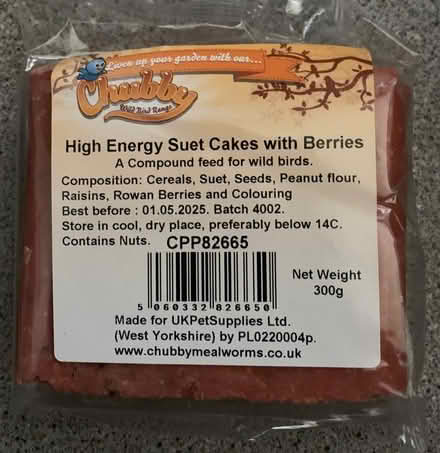 Liven up your garden with our...
Chubby
Wild Bird Range
High Energy Suet Cakes with Berries
A Compound feed for wild birds.
Composition: Cereals, Suet, Seeds, Peanut flour,
Raisins, Rowan Berries and Colouring
Best before : 01.05.2025. Batch 4002.
Store in cool, dry place, preferably below 14C.
Contains Nuts. CPP82665
5 060332 826650
Net Weight
300g
Made for UKPetSupplies Ltd.
(West Yorkshire) by PL0220004p.
www.chubbymealworms.co.uk